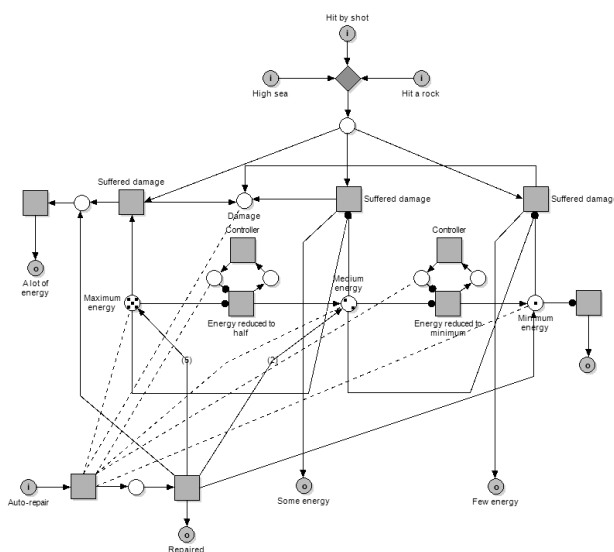 Hit by shot
i
i
i
High sea
Hit a rock
Suffered damage
Suffered damage
Suffered damage
Damage
Controller
Controller
o
A lot of
energy
Maximum
energy
Medium
energy
Minimum
energy
Energy reduced to
half
Energy reduced to
minimum
(5)
(2)
o
i
Auto-repair
o
Some energy
o
Few energy
o
Repaired